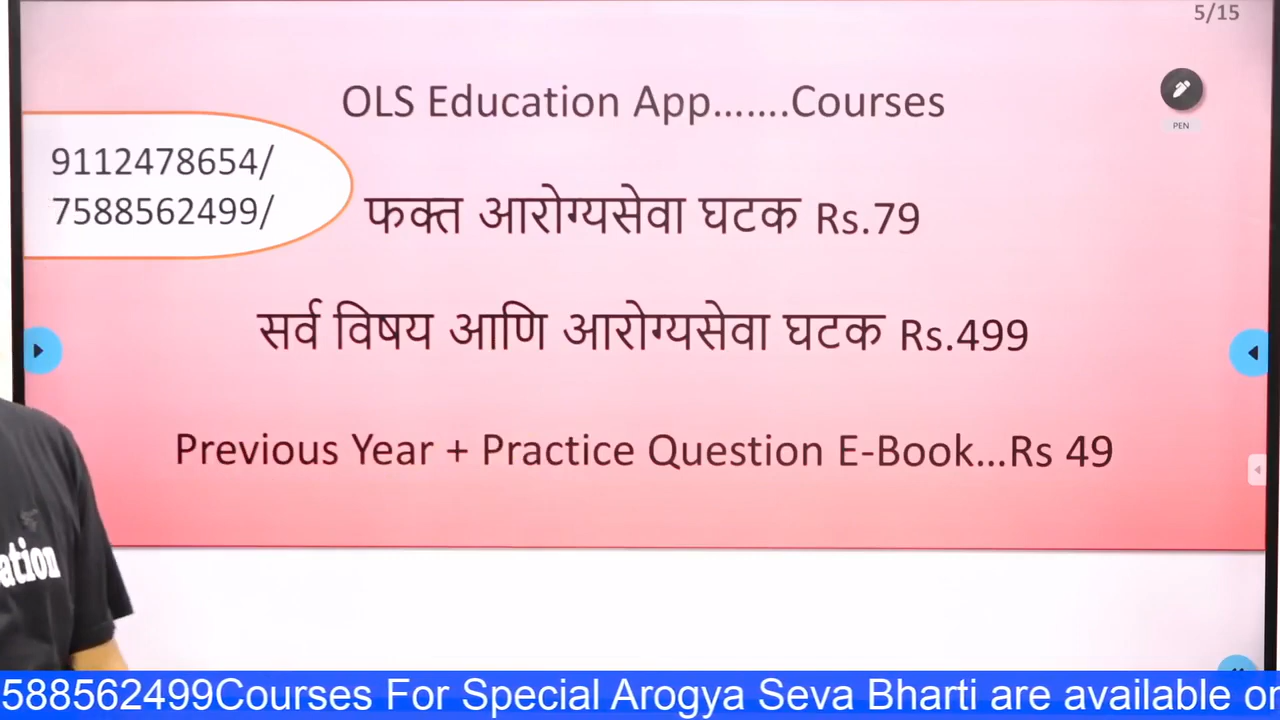 5/15
OLS Education App…….Courses
PEN
9112478654/
7588562499/
फक्त आरोग्यसेवा घटक Rs.79
सर्व विषय आणि आरोग्यसेवा घटक Rs.499
Previous Year + Practice Question E-Book…Rs 49
ation
588562499Courses For Special Arogya Seva Bharti are available or